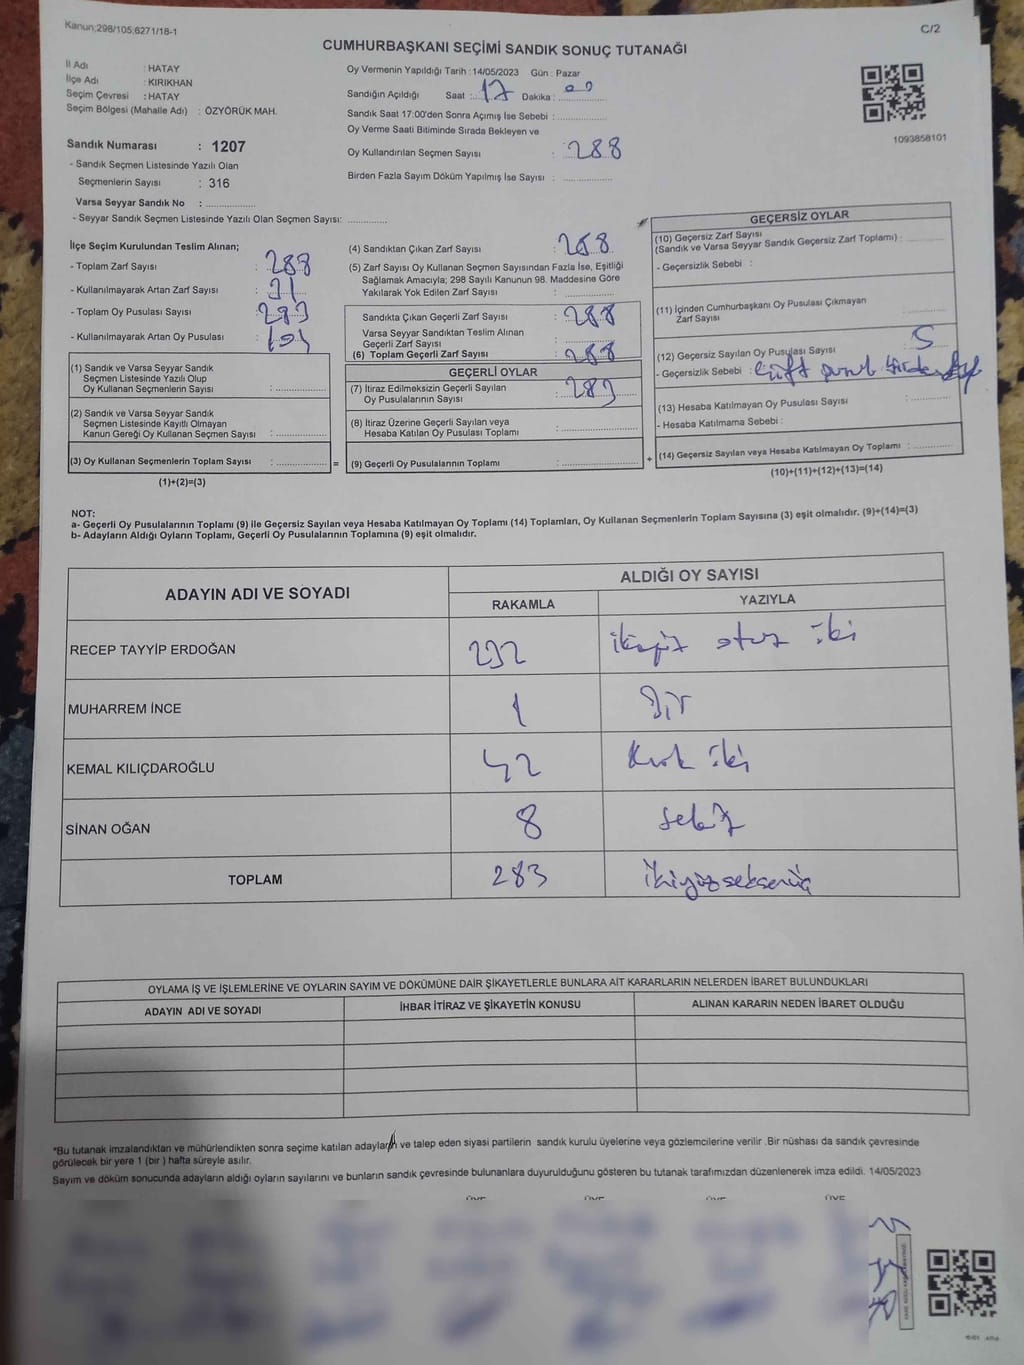 Kanun:298/105;6271/18-1
C/2
CUMHURBAŞKANI SEÇİMİ SANDIK SONUÇ TUTANAĞI
İl Adı : HATAY
İlçe Adı : KIRIKHAN
Seçim Çevresi : HATAY
Seçim Bölgesi (Mahalle Adı) : ÖZYÖRÜK MAH.
Sandık Numarası : 1207
- Sandık Seçmen Listesinde Yazılı Olan
Seçmenlerin Sayısı : 316
Varsa Seyyar Sandık No : ..................
- Seyyar Sandık Seçmen Listesinde Yazılı Olan Seçmen Sayısı: ..............
Oy Vermenin Yapıldığı Tarih : 14/05/2023 Gün : Pazar
Sandığın Açıldığı Saat : 17 Dakika : 00
Sandık Saat 17:00'den Sonra Açımış İse Sebebi : ..................
Oy Verme Saati Bitiminde Sırada Bekleyen ve
Oy Kullandırılan Seçmen Sayısı : 288
Birden Fazla Sayım Döküm Yapılmış İse Sayısı : ..................
1093858101
İlçe Seçim Kurulundan Teslim Alınan;
- Toplam Zarf Sayısı : 288
- Kullanılmayarak Artan Zarf Sayısı : 31
- Toplam Oy Pusulası Sayısı : 293
- Kullanılmayarak Artan Oy Pusulası :
(1) Sandık ve Varsa Seyyar Sandık
Seçmen Listesinde Yazılı Olup
Oy Kullanan Seçmenlerin Sayısı : ..................
(2) Sandık ve Varsa Seyyar Sandık
Seçmen Listesinde Kayıtlı Olmayan
Kanun Gereği Oy Kullanan Seçmen Sayısı : ..................
(3) Oy Kullanan Seçmenlerin Toplam Sayısı : ..................
(1)+(2)=(3)
(4) Sandıktan Çıkan Zarf Sayısı : 288
(5) Zarf Sayısı Oy Kullanan Seçmen Sayısından Fazla İse, Eşitliği
Sağlamak Amacıyla; 298 Sayılı Kanunun 98. Maddesine Göre
Yakılarak Yok Edilen Zarf Sayısı : ..................
Sandıkta Çıkan Geçerli Zarf Sayısı : 288
Varsa Seyyar Sandıktan Teslim Alınan
Geçerli Zarf Sayısı : ..................
(6) Toplam Geçerli Zarf Sayısı : 288
GEÇERLİ OYLAR
(7) İtiraz Edilmeksizin Geçerli Sayılan
Oy Pusulalarının Sayısı : 283
(8) İtiraz Üzerine Geçerli Sayılan veya
Hesaba Katılan Oy Pusulası Toplamı : ..................
= (9) Geçerli Oy Pusulalarının Toplamı : ..................
GEÇERSİZ OYLAR
(10) Geçersiz Zarf Sayısı
(Sandık ve Varsa Seyyar Sandık Geçersiz Zarf Toplamı) : ..............
- Geçersizlik Sebebi :
(11) İçinden Cumhurbaşkanı Oy Pusulası Çıkmayan
Zarf Sayısı : ..............
(12) Geçersiz Sayılan Oy Pusulası Sayısı : 5
- Geçersizlik Sebebi : Çift
(13) Hesaba Katılmayan Oy Pusulası Sayısı : ..............
- Hesaba Katılmama Sebebi :
+ (14) Geçersiz Sayılan veya Hesaba Katılmayan Oy Toplamı : ..............
(10)+(11)+(12)+(13)=(14)
NOT:
a- Geçerli Oy Pusulalarının Toplamı (9) ile Geçersiz Sayılan veya Hesaba Katılmayan Oy Toplamı (14) Toplamları, Oy Kullanan Seçmenlerin Toplam Sayısına (3) eşit olmalıdır. (9)+(14)=(3)
b- Adayların Aldığı Oyların Toplamı, Geçerli Oy Pusulalarının Toplamına (9) eşit olmalıdır.
ADAYIN ADI VE SOYADI
ALDIĞI OY SAYISI
RAKAMLA YAZIYLA
RECEP TAYYİP ERDOĞAN 232 ikiyüz otuz iki
MUHARREM İNCE 1 Bir
KEMAL KILIÇDAROĞLU 42 Kırk iki
SİNAN OĞAN 8 sekiz
TOPLAM 283 ikiyüzseksenüç
OYLAMA İŞ VE İŞLEMLERİNE VE OYLARIN SAYIM VE DÖKÜMÜNE DAİR ŞİKAYETLERLE BUNLARA AİT KARARLARIN NELERDEN İBARET BULUNDUKLARI
ADAYIN ADI VE SOYADI İHBAR İTİRAZ VE ŞİKAYETİN KONUSU ALINAN KARARIN NEDEN İBARET OLDUĞU
*Bu tutanak imzalandıktan ve mühürlendikten sonra seçime katılan adayların ve talep eden siyasi partilerin sandık kurulu üyelerine veya gözlemcilerine verilir .Bir nüshası da sandık çevresinde
görülecek bir yere 1 (bir ) hafta süreyle asılır.
Sayım ve döküm sonucunda adayların aldığı oyların sayılarını ve bunların sandık çevresinde bulunanlara duyurulduğunu gösteren bu tutanak tarafımızdan düzenlenerek imza edildi. 14/05/2023
ÜYE ÜYE ÜYE ÜYE